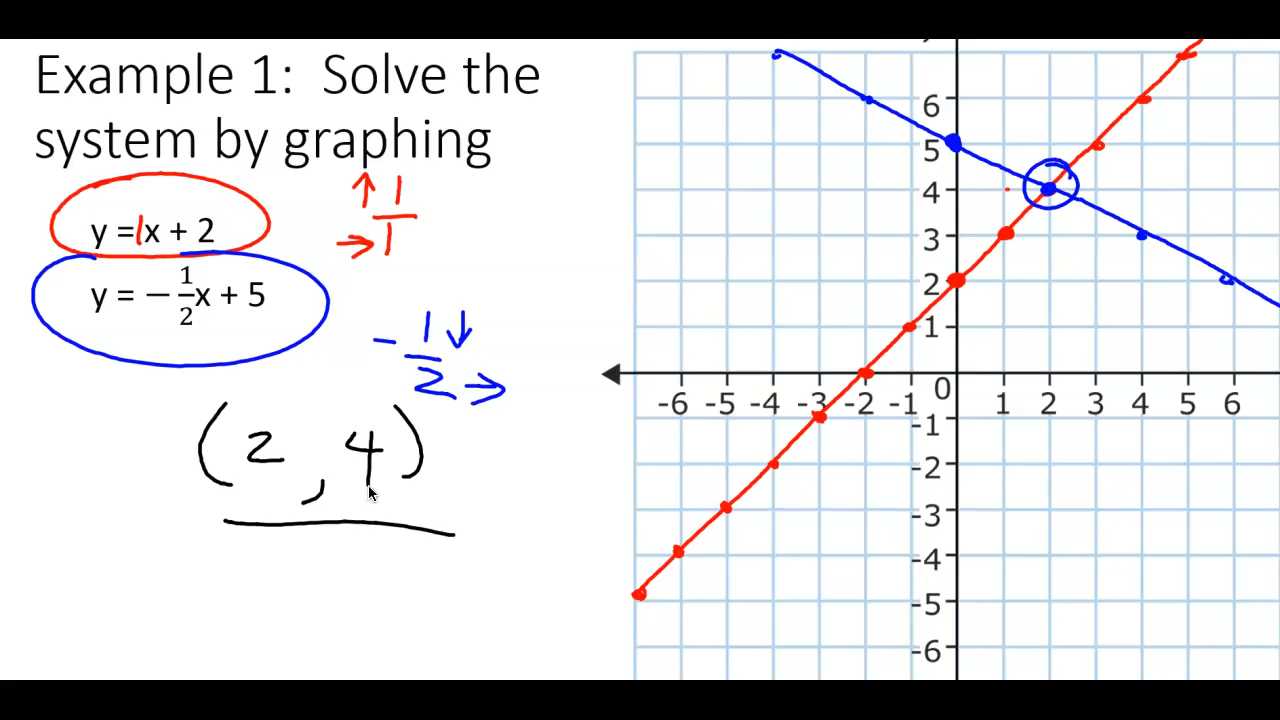 Example 1: Solve the
system by graphing
y = 1x + 2
↑ 1
→ 1
y = − 1/2 x + 5
- 1 ↓
2 →
(2, 4)
6
5
4
3
2
1
0
-6 -5 -4 -3 -2 -1 1 2 3 4 5 6
-1
-2
-3
-4
-5
-6